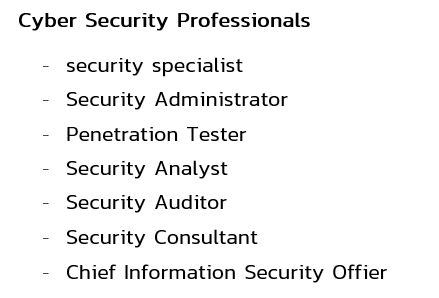 Cyber Security Professionals
- security specialist
- Security Administrator
- Penetration Tester
- Security Analyst
- Security Auditor
- Security Consultant
- Chief Information Security Offier